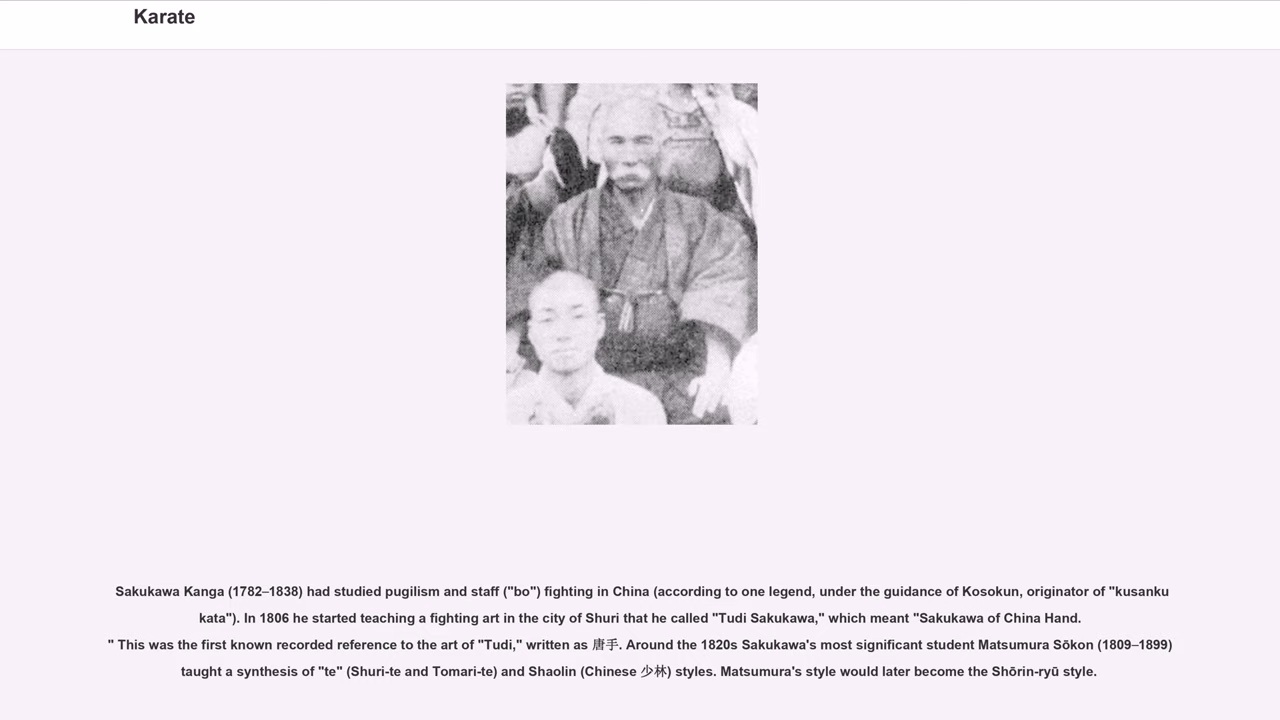 Karate
Sakukawa Kanga (1782–1838) had studied pugilism and staff ("bo") fighting in China (according to one legend, under the guidance of Kosokun, originator of "kusanku
kata"). In 1806 he started teaching a fighting art in the city of Shuri that he called "Tudi Sakukawa," which meant "Sakukawa of China Hand.
" This was the first known recorded reference to the art of "Tudi," written as 唐手. Around the 1820s Sakukawa's most significant student Matsumura Sōkon (1809–1899)
taught a synthesis of "te" (Shuri-te and Tomari-te) and Shaolin (Chinese 少林) styles. Matsumura's style would later become the Shōrin-ryū style.